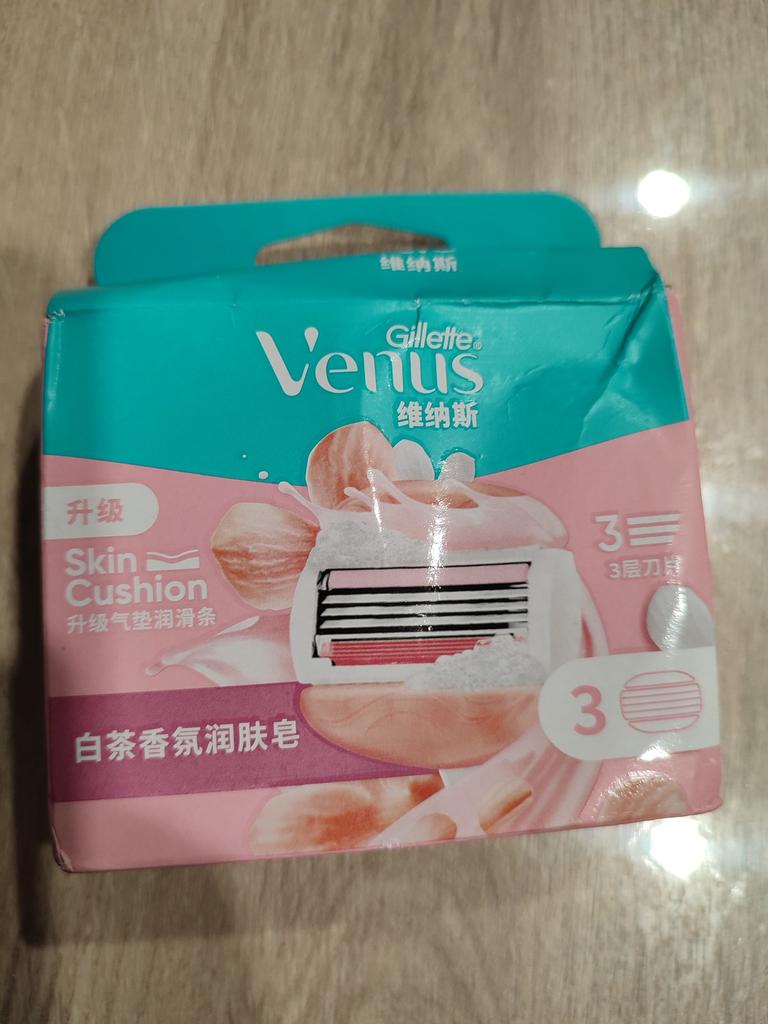 维纳斯
Gillette®
Venus
维纳斯
升级
Skin
Cushion
升级气垫润滑条
3
3层刀片
白茶香氛润肤皂
3